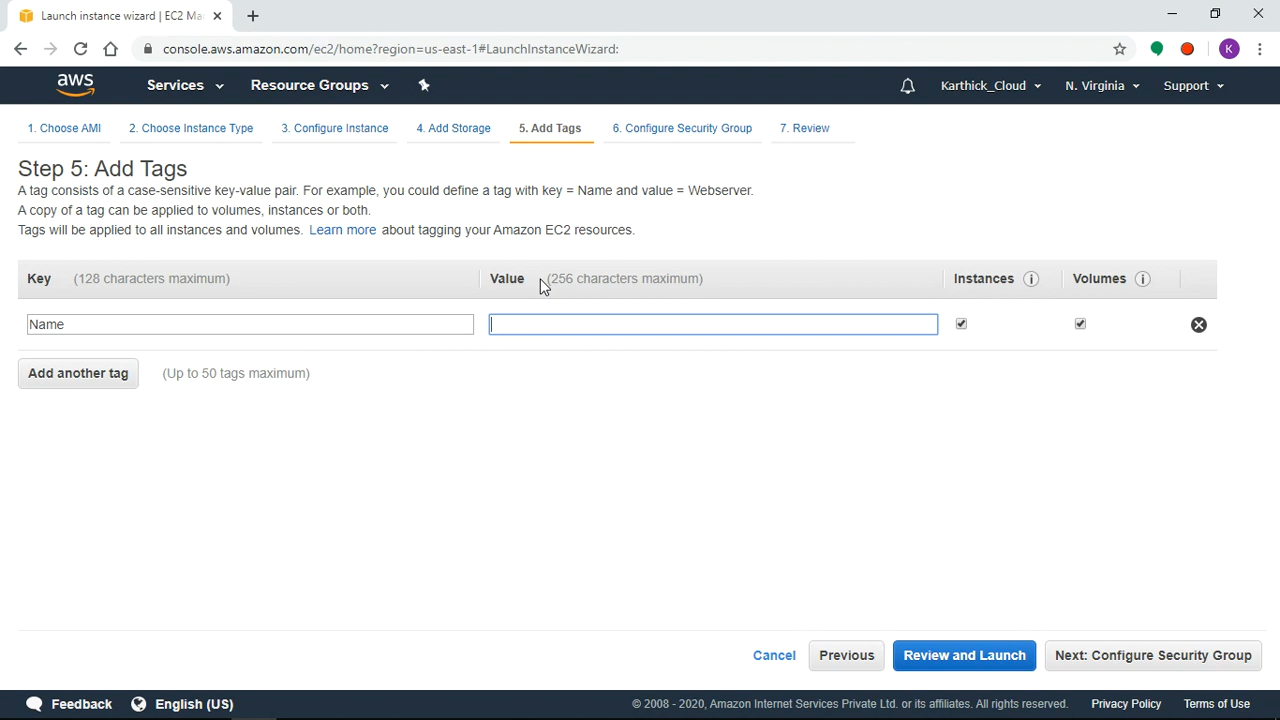 Launch instance wizard | EC2 Ma
console.aws.amazon.com/ec2/home?region=us-east-1#LaunchInstanceWizard:
K
aws Services Resource Groups Karthick_Cloud N. Virginia Support
1. Choose AMI 2. Choose Instance Type 3. Configure Instance 4. Add Storage 5. Add Tags 6. Configure Security Group 7. Review
Step 5: Add Tags
A tag consists of a case-sensitive key-value pair. For example, you could define a tag with key = Name and value = Webserver.
A copy of a tag can be applied to volumes, instances or both.
Tags will be applied to all instances and volumes. Learn more about tagging your Amazon EC2 resources.
Key (128 characters maximum) Value (256 characters maximum) Instances i Volumes i
Name
Add another tag (Up to 50 tags maximum)
Cancel Previous Review and Launch Next: Configure Security Group
Feedback English (US) © 2008 - 2020, Amazon Internet Services Private Ltd. or its affiliates. All rights reserved. Privacy Policy Terms of Use